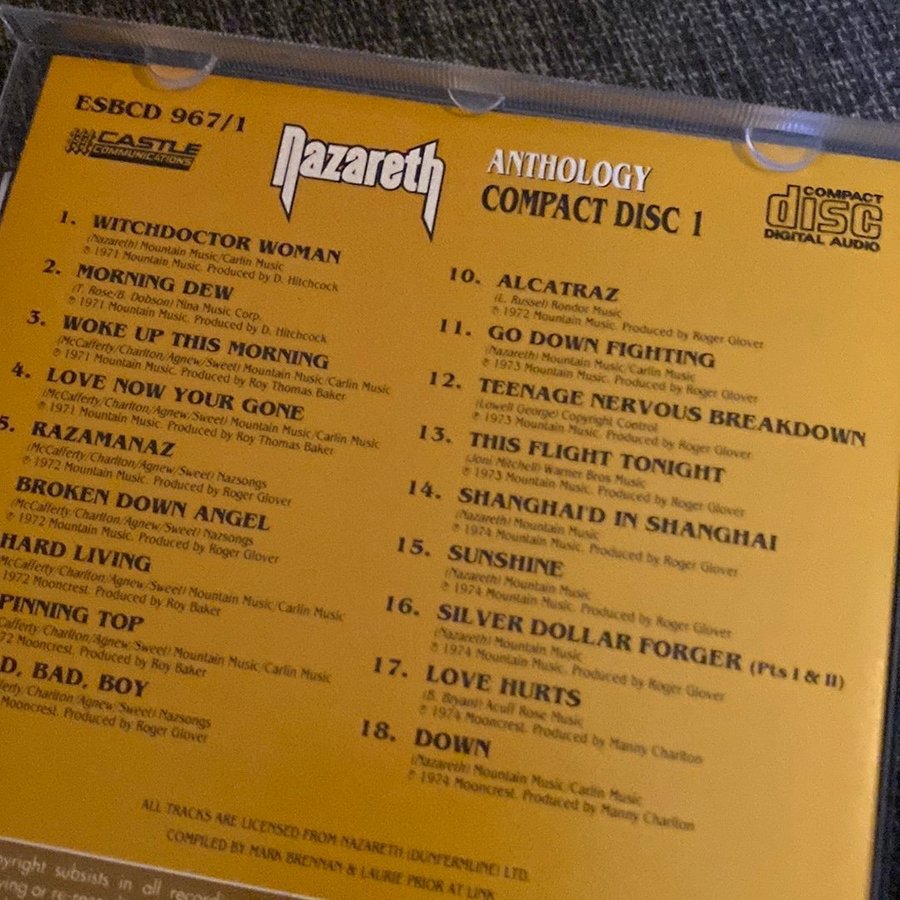 ESBCD 967/1
CASTLE
COMMUNICATIONS
Nazareth
ANTHOLOGY
COMPACT DISC 1
COMPACT
disc
DIGITAL AUDIO
1. WITCHDOCTOR WOMAN
(Nazareth) Mountain Music/Carlin Music
℗ 1971 Mountain Music. Produced by D. Hitchcock
2. MORNING DEW
(T. Rose/B. Dobson) Nina Music Corp.
℗ 1971 Mountain Music. Produced by D. Hitchcock
3. WOKE UP THIS MORNING
(McCafferty/Charlton/Agnew/Sweet) Mountain Music/Carlin Music
℗ 1971 Mountain Music. Produced by Roy Thomas Baker
4. LOVE NOW YOUR GONE
(McCafferty/Charlton/Agnew/Sweet) Mountain Music/Carlin Music
℗ 1971 Mountain Music. Produced by Roy Thomas Baker
5. RAZAMANAZ
(McCafferty/Charlton/Agnew/Sweet) Nazsongs
℗ 1972 Mountain Music. Produced by Roger Glover
BROKEN DOWN ANGEL
(McCafferty/Charlton/Agnew/Sweet) Nazsongs
℗ 1972 Mountain Music. Produced by Roger Glover
HARD LIVING
McCafferty/Charlton/Agnew/Sweet) Mountain Music/Carlin Music
1972 Mooncrest. Produced by Roy Baker
PINNING TOP
Cafferty/Charlton/Agnew/Sweet) Mountain Music/Carlin Music
72 Mooncrest. Produced by Roy Baker
D, BAD, BOY
fferty/Charlton/Agnew/Sweet) Nazsongs
Mooncrest. Produced by Roger Glover
10. ALCATRAZ
(L. Russel) Rondor Music
℗ 1972 Mountain Music. Produced by Roger Glover
11. GO DOWN FIGHTING
(Nazareth) Mountain Music/Carlin Music
℗ 1973 Mountain Music. Produced by Roger Glover
12. TEENAGE NERVOUS BREAKDOWN
(Lowell George) Copyright Control
℗ 1973 Mountain Music. Produced by Roger Glover
13. THIS FLIGHT TONIGHT
(Joni Mitchell) Warner Bros Music
℗ 1973 Mountain Music. Produced by Roger Glover
14. SHANGHAI'D IN SHANGHAI
(Nazareth) Mountain Music
℗ 1974 Mountain Music. Produced by Roger Glover
15. SUNSHINE
(Nazareth) Mountain Music
℗ 1974 Mountain Music. Produced by Roger Glover
16. SILVER DOLLAR FORGER (Pts I & II)
(Nazareth) Mountain Music
℗ 1974 Mountain Music. Produced by Roger Glover
17. LOVE HURTS
(B. Bryant) Acuff Rose Music
℗ 1974 Mooncrest. Produced by Manny Charlton
18. DOWN
(Nazareth) Mountain Music/Carlin Music
℗ 1974 Mooncrest. Produced by Manny Charlton
ALL TRACKS ARE LICENSED FROM NAZARETH (DUNFERMLINE) LTD.
COMPILED BY MARK BRENNAN & LAURIE PRIOR AT LINK
pyright subsists in all record